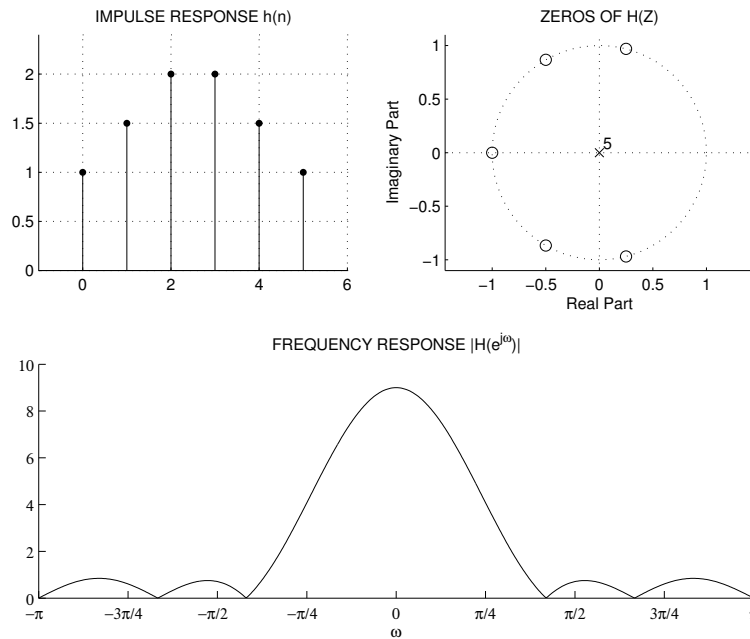 IMPULSE RESPONSE h(n)
2
1.5
1
0.5
0
0 2 4 6
ZEROS OF H(Z)
1
0.5
0
−0.5
−1
Imaginary Part
5
−1 −0.5 0 0.5 1
Real Part
FREQUENCY RESPONSE |H(e^{jω})|
10
8
6
4
2
0
−π −3π/4 −π/2 −π/4 0 π/4 π/2 3π/4
ω